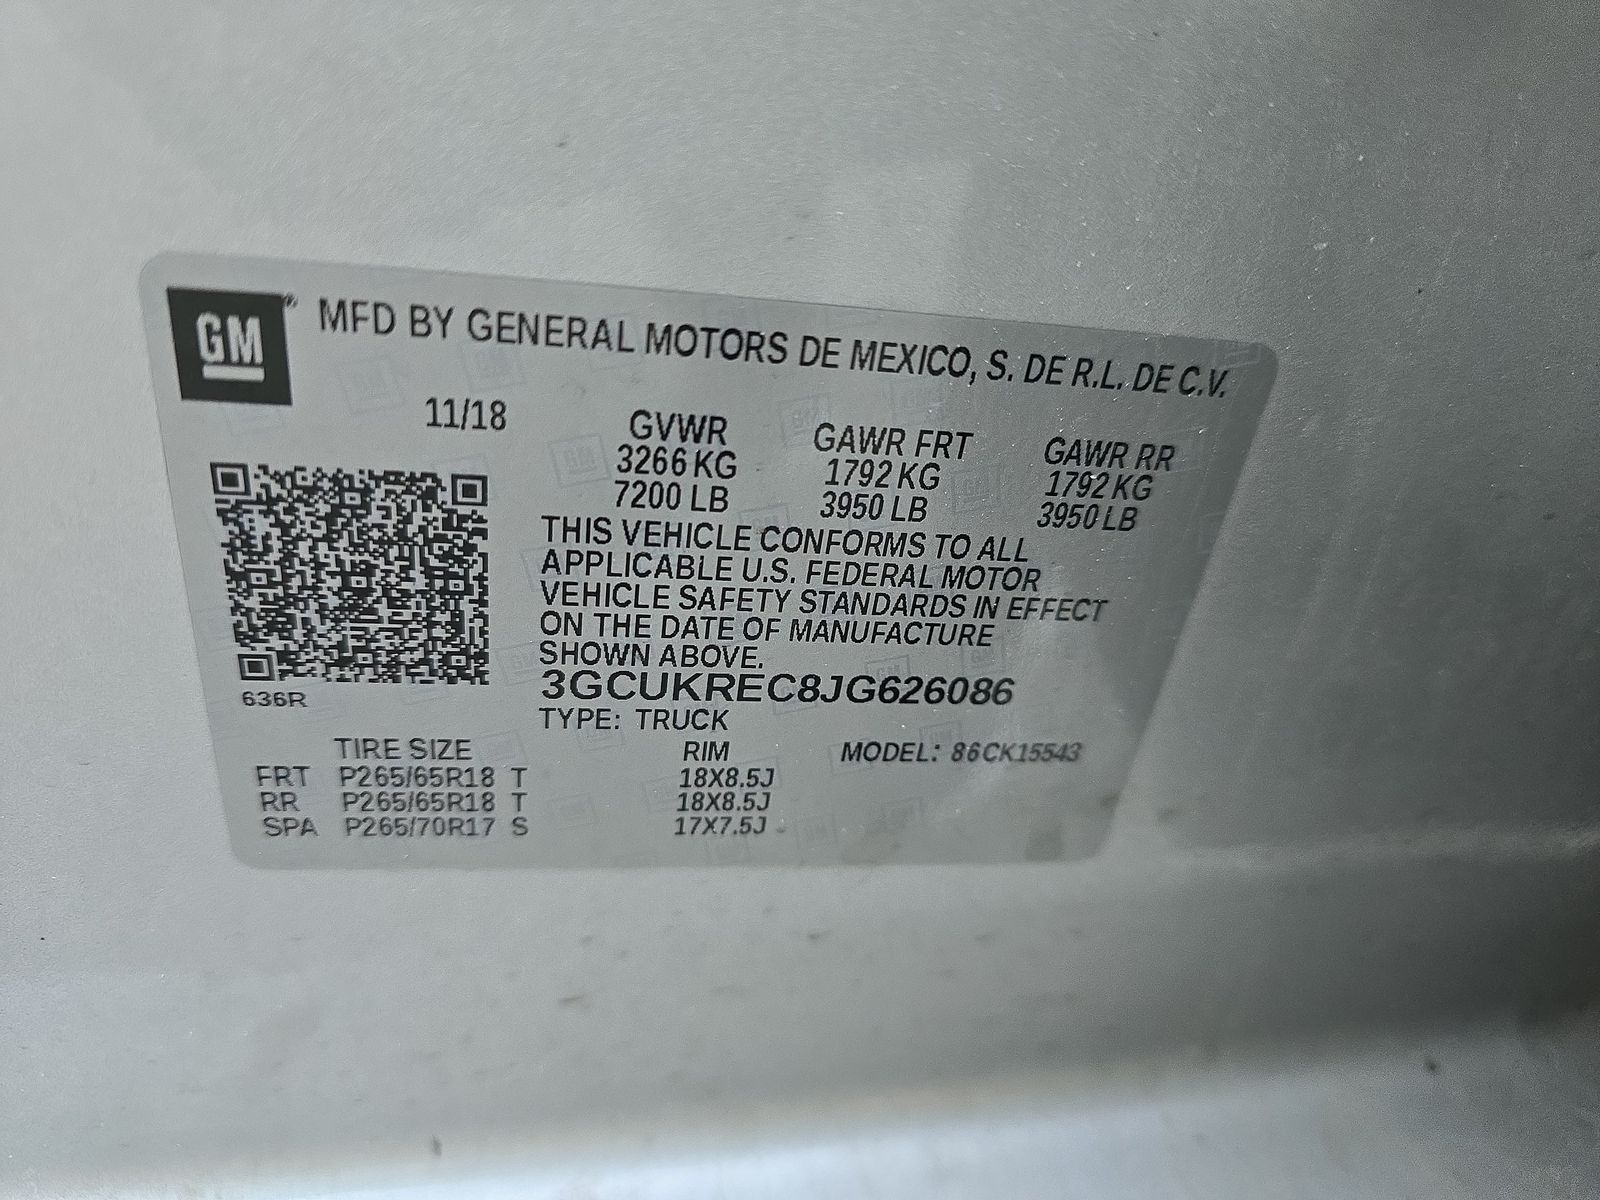 GM MFD BY GENERAL MOTORS DE MEXICO, S. DE R.L. DE C.V.
11/18 GVWR GAWR FRT GAWR RR
3266 KG 1792 KG 1792 KG
7200 LB 3950 LB 3950 LB
THIS VEHICLE CONFORMS TO ALL
APPLICABLE U.S. FEDERAL MOTOR
VEHICLE SAFETY STANDARDS IN EFFECT
ON THE DATE OF MANUFACTURE
SHOWN ABOVE.
636R 3GCUKREC8JG626086
TYPE: TRUCK
TIRE SIZE RIM MODEL: 86CK15543
FRT P265/65R18 T 18X8.5J
RR P265/65R18 T 18X8.5J
SPA P265/70R17 S 17X7.5J